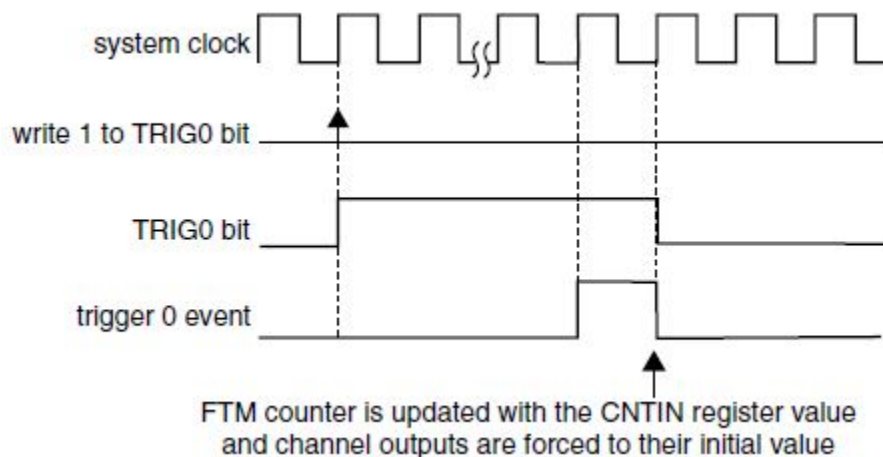 system clock
write 1 to TRIG0 bit
TRIG0 bit
trigger 0 event
FTM counter is updated with the CNTIN register value
and channel outputs are forced to their initial value